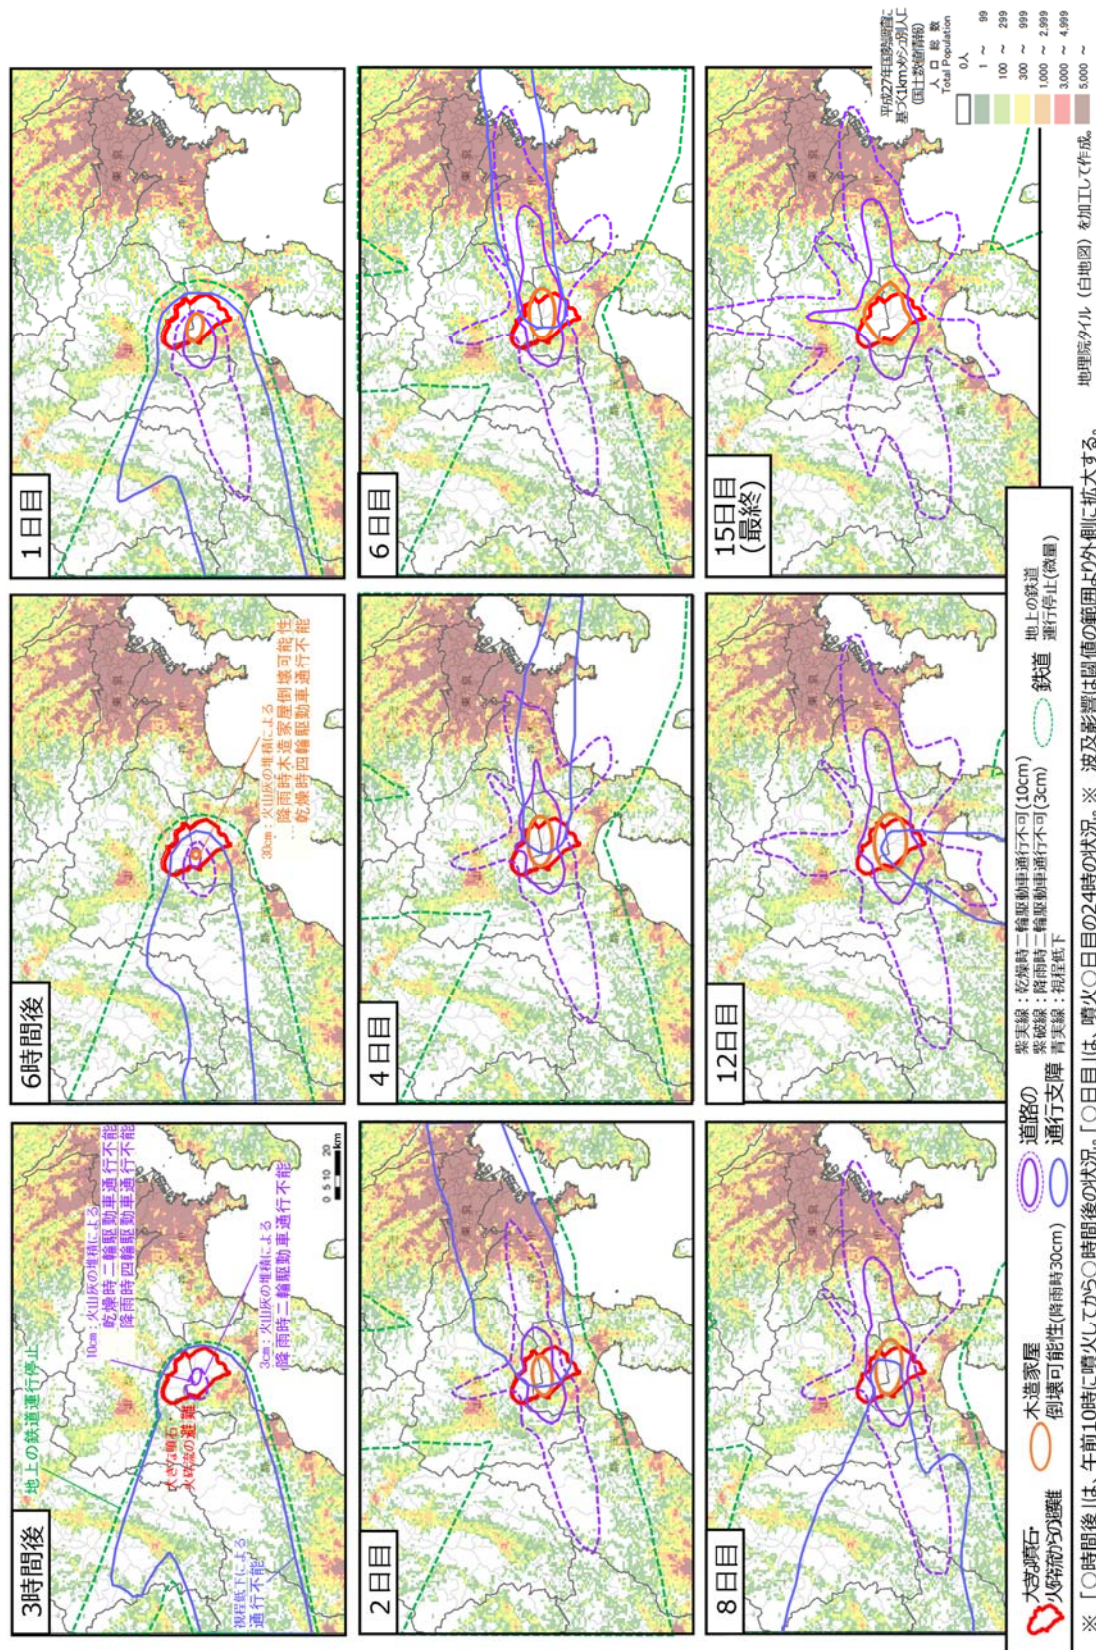 3時間後
地上の鉄道運行停止
10cm：火山灰の堆積による
乾燥時二輪駆動車通行不能
降雨時四輪駆動車通行不能
大きな噴石・
火砕流の避難
視程低下による
通行不能
3cm：火山灰の堆積による
降雨時二輪駆動車通行不能
0 5 10 20
km
6時間後
30cm：火山灰の堆積による
降雨時木造家屋倒壊可能性
乾燥時四輪駆動車通行不能
1日目
2日目
4日目
6日目
8日目
12日目
15日目
(最終)
平成27年国勢調査に
基づく1kmメッシュ別人口
(国土数値情報)
人口総数
Total Population
0人
1 ～ 99
100 ～ 299
300 ～ 999
1,000 ～ 2,999
3,000 ～ 4,999
5,000 ～
大きな噴石・
火砕流からの避難
木造家屋
倒壊可能性(降雨時30cm)
道路の
通行支障
紫実線：乾燥時二輪駆動車通行不可(10cm)
紫破線：降雨時二輪駆動車通行不可(3cm)
青実線：視程低下
鉄道
地上の鉄道
運行停止(微量)
地理院タイル（白地図）を加工して作成。
※「○時間後」は、午前10時に噴火してから○時間後の状況。「○日目」は、噴火○日目の24時の状況。※ 波及影響は閾値の範囲より外側に拡大する。